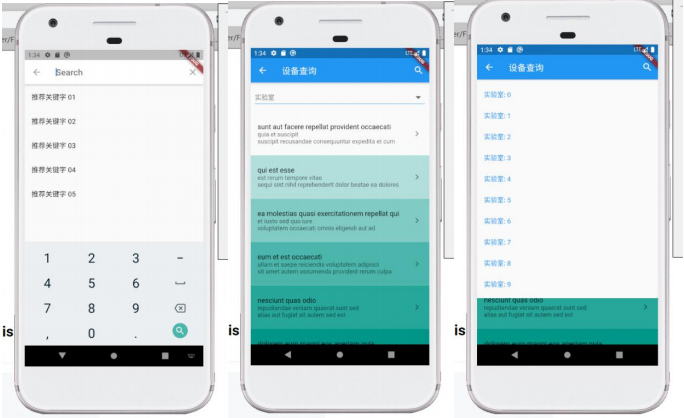 er/F
1:34
Search
推荐关键字 01
推荐关键字 02
推荐关键字 03
推荐关键字 04
推荐关键字 05
1 2 3 –
4 5 6
7 8 9
, 0 .
is
er/F
1:34 LTE
设备查询
实验室
sunt aut facere repellat provident occaecati
quia et suscipit
suscipit recusandae consequuntur expedita et cum
qui est esse
est rerum tempore vitae
sequi sint nihil reprehenderit dolor beatae ea dolores
ea molestias quasi exercitationem repellat qui
et iusto sed quo iure
voluptatem occaecati omnis eligendi aut ad
eum et est occaecati
ullam et saepe reiciendis voluptatem adipisci
sit amet autem assumenda provident rerum culpa
nesciunt quas odio
repudiandae veniam quaerat sunt sed
alias aut fugiat sit autem sed est
is
er/F
1:34 LTE
设备查询
实验室: 0
实验室: 1
实验室: 2
实验室: 3
实验室: 4
实验室: 5
实验室: 6
实验室: 7
实验室: 8
实验室: 9
nesciunt quas odio
repudiandae veniam quaerat sunt sed
alias aut fugiat sit autem sed est
is